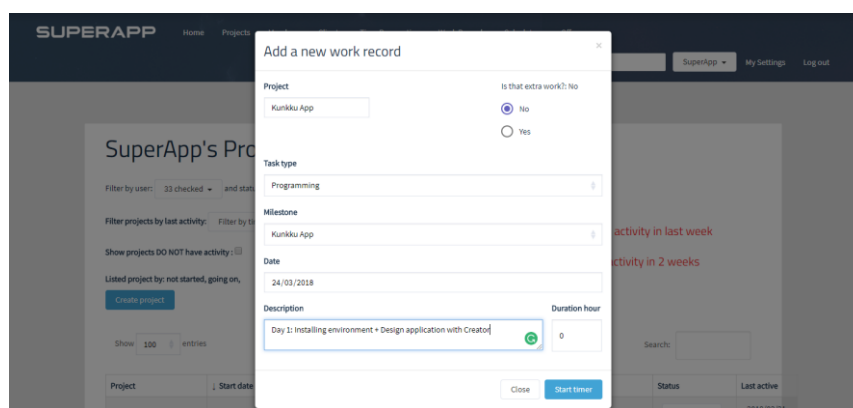 SUPERAPP
Home Projects
SuperApp My Settings Log out
Add a new work record ×
Project Is that extra work?: No
Kunkku App
No
Yes
SuperApp's Pro
Task type
Filter by user: 33 checked and statu
Programming
Milestone
Filter projects by last activity: Filter by ta
Kunkku App
activity in last week
Show projects DO NOT have activity :
Date
activity in 2 weeks
Listed project by: not started, going on,
24/03/2018
Create project
Description Duration hour
Day 1: Installing environment + Design application with Creator
0
Show 100 entries Search:
Project Start date Status Last active
Close Start timer